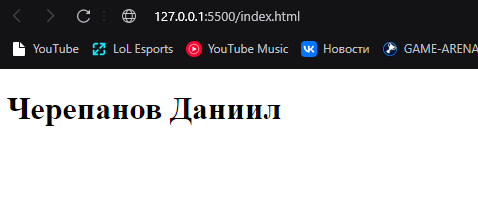 127.0.0.1:5500/index.html
YouTube LoL Esports YouTube Music Новости GAME-ARENA
Черепанов Даниил